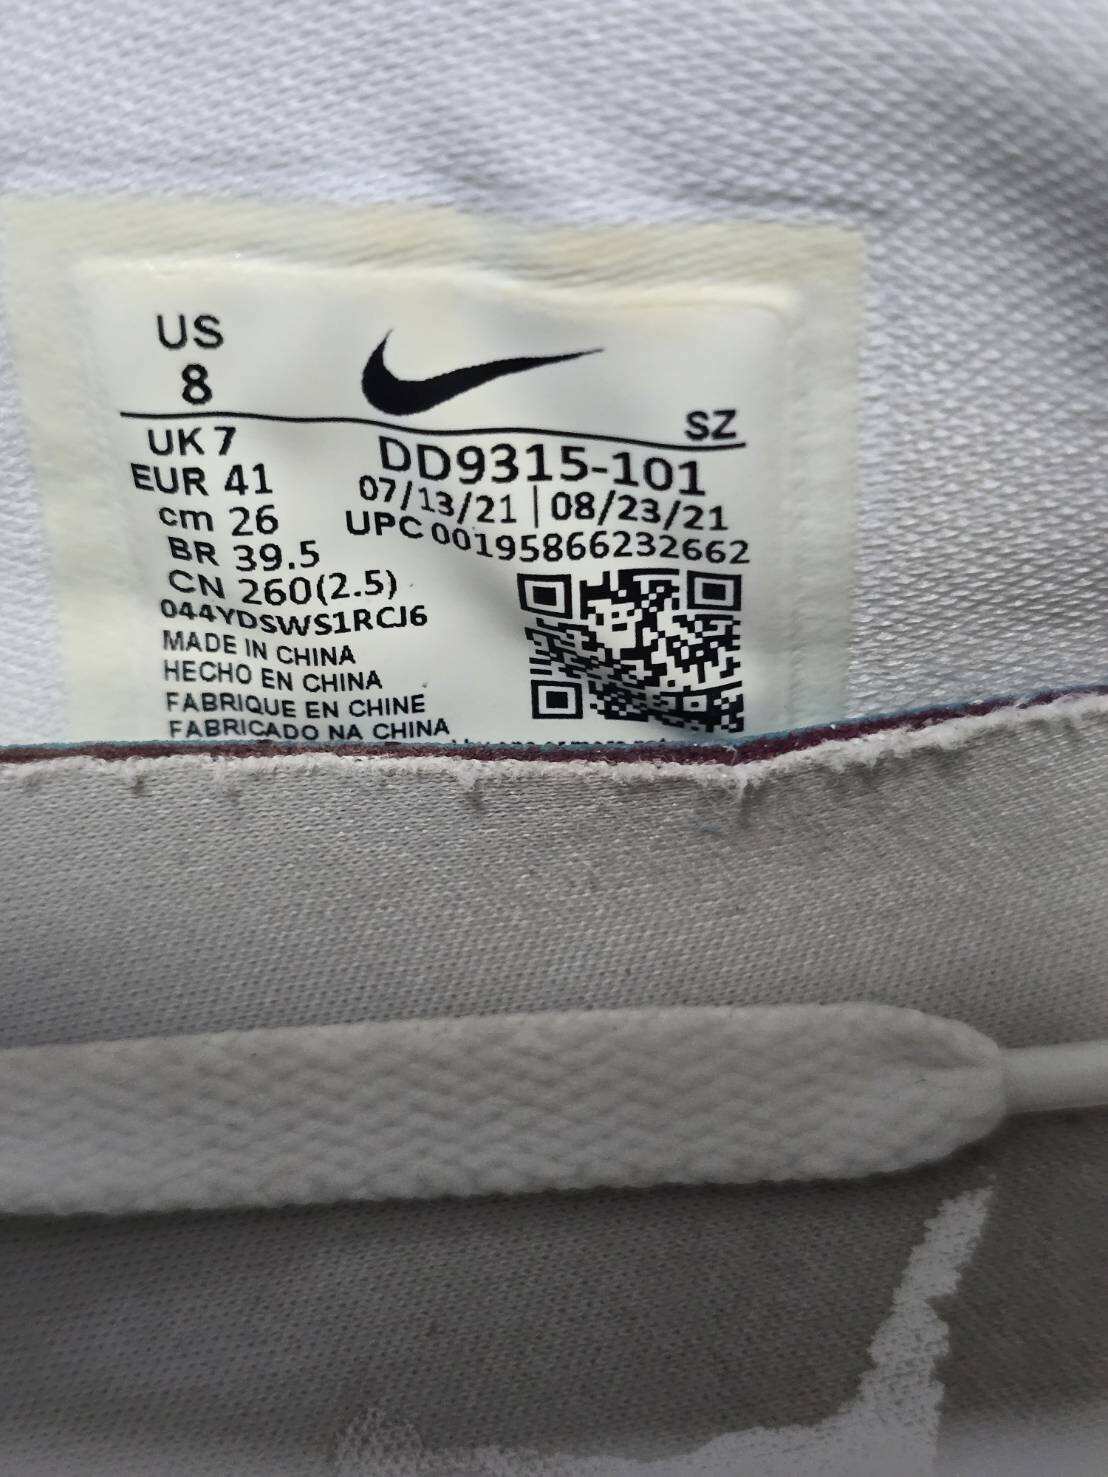 US
8
SZ
UK 7
DD9315-101
EUR 41
07/13/21 | 08/23/21
cm 26
UPC 00195866232662
BR 39.5
CN 260(2.5)
044YDSWS1RCJ6
MADE IN CHINA
HECHO EN CHINA
FABRIQUE EN CHINE
FABRICADO NA CHINA